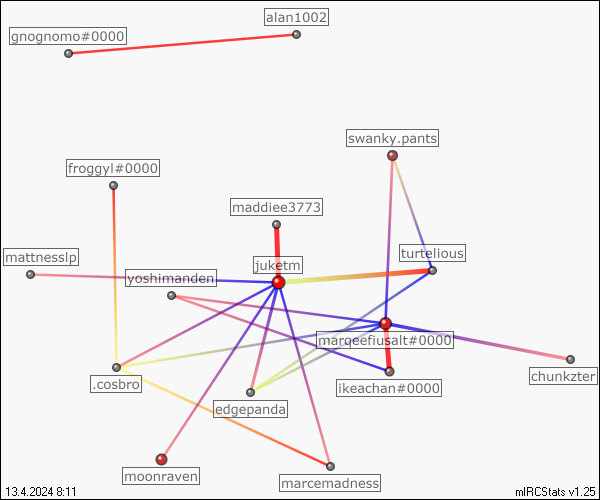 alan1002
gnognomo#0000
swanky.pants
froggyl#0000
maddiee3773
mattnesslp
turtelious
juketm
yoshimanden
marqeefiusalt#0000
chunkzter
.cosbro
ikeachan#0000
edgepanda
moonraven
marcemadness
13.4.2024 8:11
mIRCStats v1.25